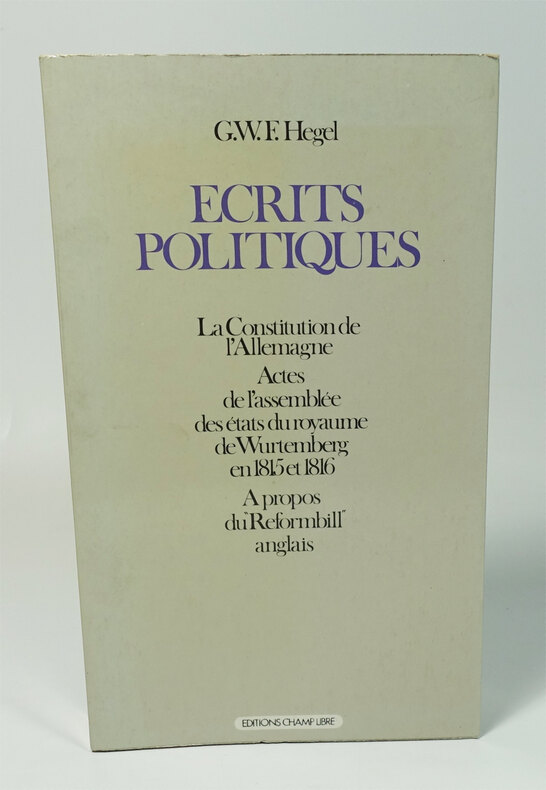 G.W.F. Hegel
ECRITS
POLITIQUES
La Constitution de
l'Allemagne
Actes
de l'assemblée
des états du royaume
de Wurtemberg
en 1815 et 1816
A propos
du "Reformbill"
anglais
EDITIONS CHAMP LIBRE